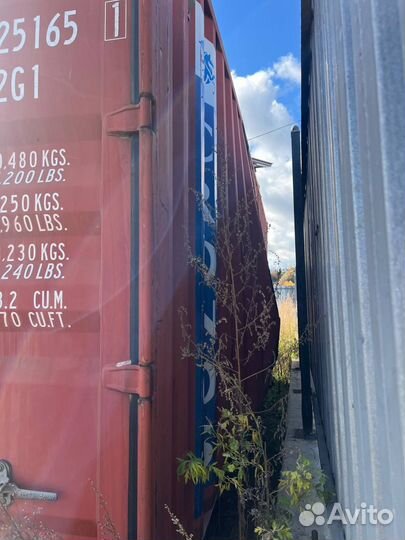 25165
1
2G1
0.480 KGS.
.200 LBS.
.250 KGS.
.960 LBS.
.230 KGS.
240 LBS.
3.2 CU.M.
70 CU.FT.
Avito